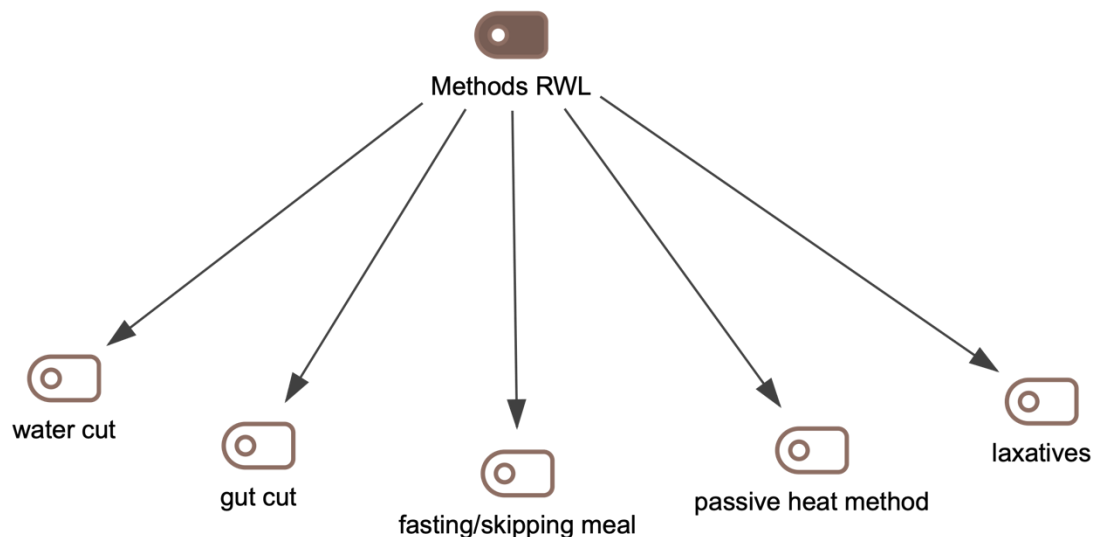 Methods RWL
water cut
gut cut
fasting/skipping meal
passive heat method
laxatives